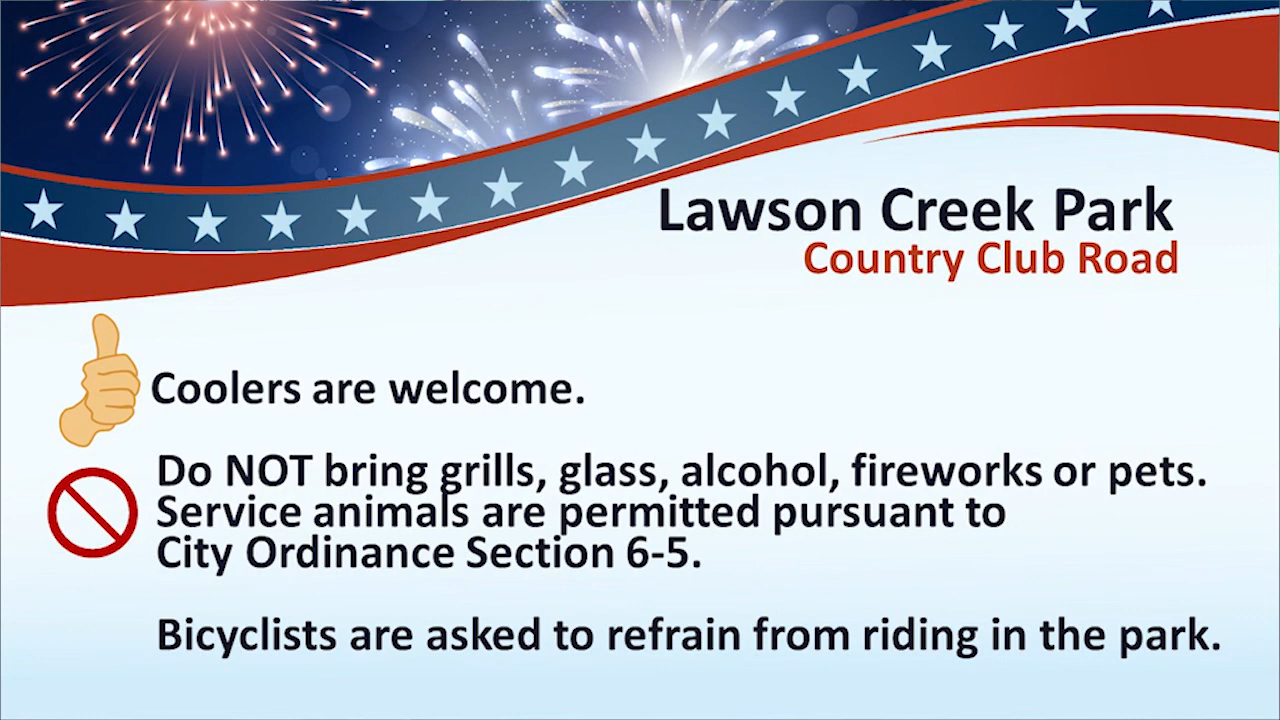 Lawson Creek Park
Country Club Road
Coolers are welcome.
Do NOT bring grills, glass, alcohol, fireworks or pets.
Service animals are permitted pursuant to
City Ordinance Section 6-5.
Bicyclists are asked to refrain from riding in the park.